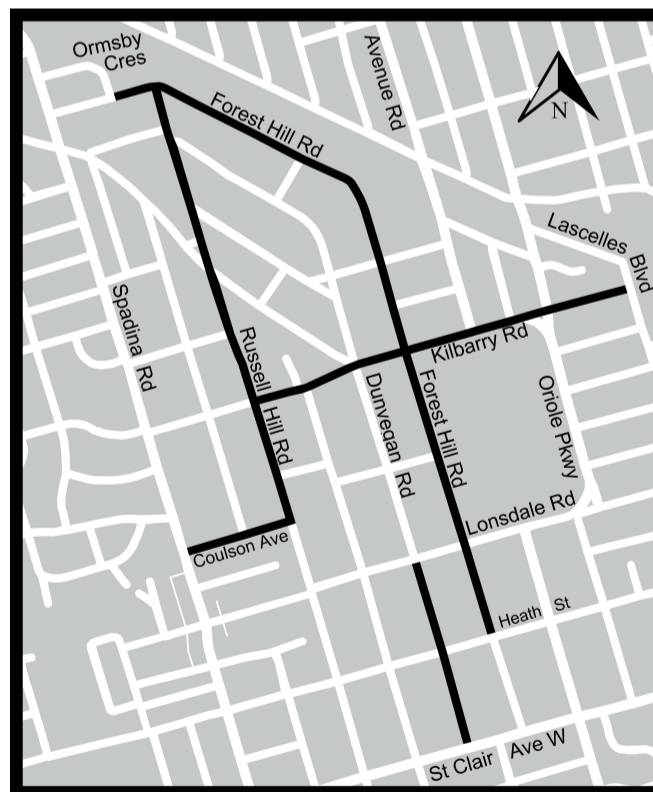 Ormsby
Cres
Avenue Rd
Forest Hill Rd
N
Lascelles
Blvd
Spadina Rd
Russell Hill Rd
Kilbarry Rd
Dunvegan Rd
Forest Hill Rd
Oriole Pkwy
Lonsdale Rd
Coulson Ave
Heath St
St Clair Ave W